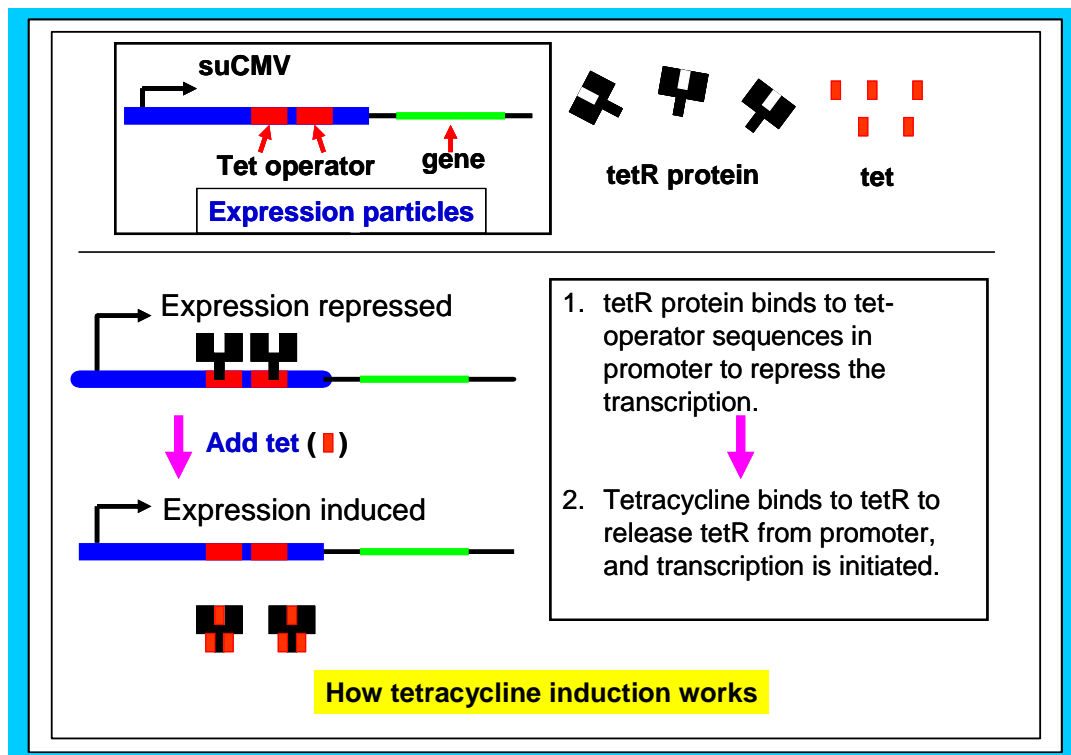 suCMV
Tet operator
gene
Expression particles
tetR protein
tet
Expression repressed
Add tet ( )
Expression induced
1. tetR protein binds to tet-
operator sequences in
promoter to repress the
transcription.
2. Tetracycline binds to tetR to
release tetR from promoter,
and transcription is initiated.
How tetracycline induction works